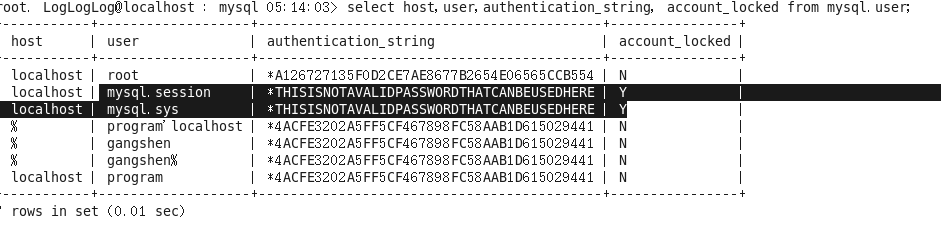 root. LogLogLog@localhost : mysql 05:14:03> select host,user,authentication_string, account_locked from mysql.user;
-----------+------------------+-------------------------------------------+----------------+
host | user | authentication_string | account_locked |
-----------+------------------+-------------------------------------------+----------------+
localhost | root | *A126727135F0D2CE7AE8677B2654E06565CCB554 | N |
localhost | mysql.session | *THISISNOTAVALIDPASSWORDTHATCANBEUSEDHERE | Y |
localhost | mysql.sys | *THISISNOTAVALIDPASSWORDTHATCANBEUSEDHERE | Y |
% | program'localhost | *4ACFE3202A5FF5CF467898FC58AAB1D615029441 | N |
% | gangshen | *4ACFE3202A5FF5CF467898FC58AAB1D615029441 | N |
% | gangshen% | *4ACFE3202A5FF5CF467898FC58AAB1D615029441 | N |
localhost | program | *4ACFE3202A5FF5CF467898FC58AAB1D615029441 | N |
-----------+------------------+-------------------------------------------+----------------+
rows in set (0.01 sec)